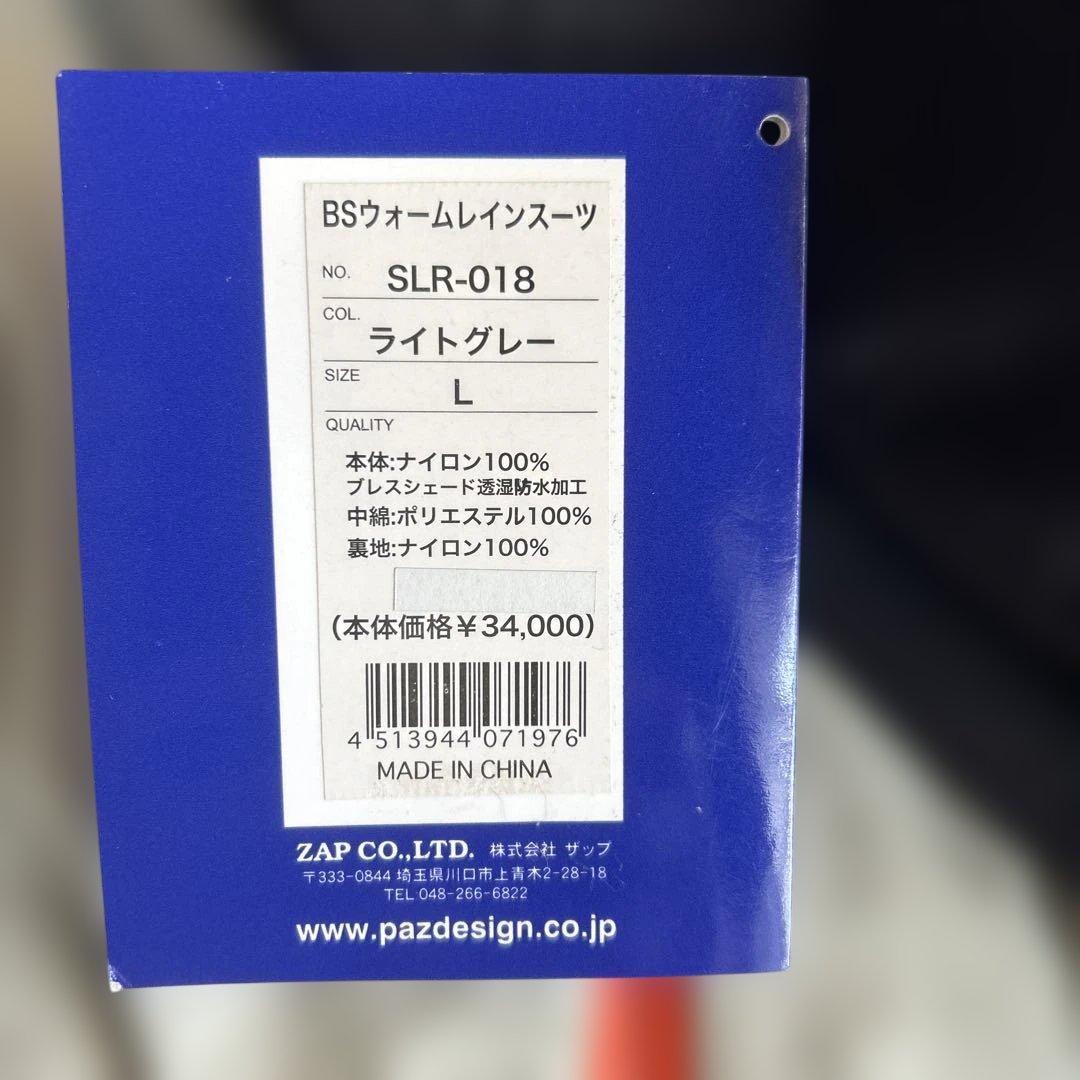 BSウォームレインスーツ
NO. SLR-018
COL. ライトグレー
SIZE L
QUALITY
本体:ナイロン100%
ブレスシェード透湿防水加工
中綿:ポリエステル100%
裏地:ナイロン100%
(本体価格¥34,000)
4 513944 071976
MADE IN CHINA
ZAP CO.,LTD. 株式会社 ザップ
〒333-0844 埼玉県川口市上青木2-28-18
TEL 048-266-6822
www.pazdesign.co.jp